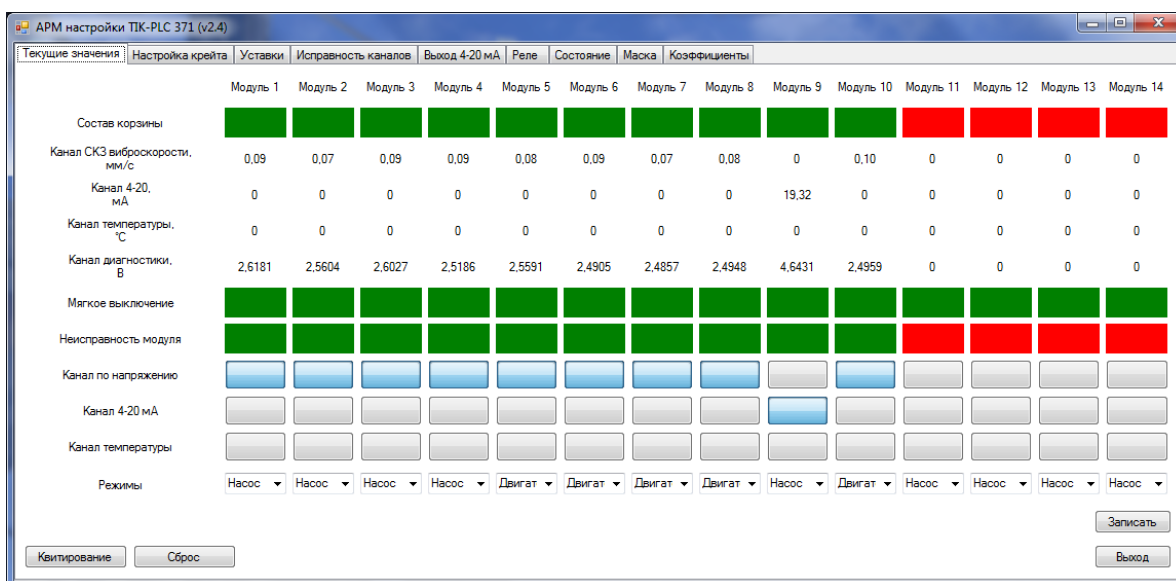 АРМ настройки TIK-PLC 371 (v2.4)
Текущие значения Настройка крейта Уставки Исправность каналов Выход 4-20 мА Реле Состояние Маска Коэффициенты
Модуль 1 Модуль 2 Модуль 3 Модуль 4 Модуль 5 Модуль 6 Модуль 7 Модуль 8 Модуль 9 Модуль 10 Модуль 11 Модуль 12 Модуль 13 Модуль 14
Состав корзины
Канал СКЗ виброскорости, мм/с 0,09 0,07 0,09 0,09 0,08 0,09 0,07 0,08 0 0,10 0 0 0 0
Канал 4-20, мА 0 0 0 0 0 0 0 0 19,32 0 0 0 0 0
Канал температуры, °C 0 0 0 0 0 0 0 0 0 0 0 0 0 0
Канал диагностики, В 2,6181 2,5604 2,6027 2,5186 2,5591 2,4905 2,4857 2,4948 4,6431 2,4959 0 0 0 0
Мягкое выключение
Неисправность модуля
Канал по напряжению
Канал 4-20 мА
Канал температуры
Режимы Насос Насос Насос Насос Двигат Двигат Двигат Двигат Насос Двигат Насос Насос Насос Насос
Записать
Квитирование Сброс Выход